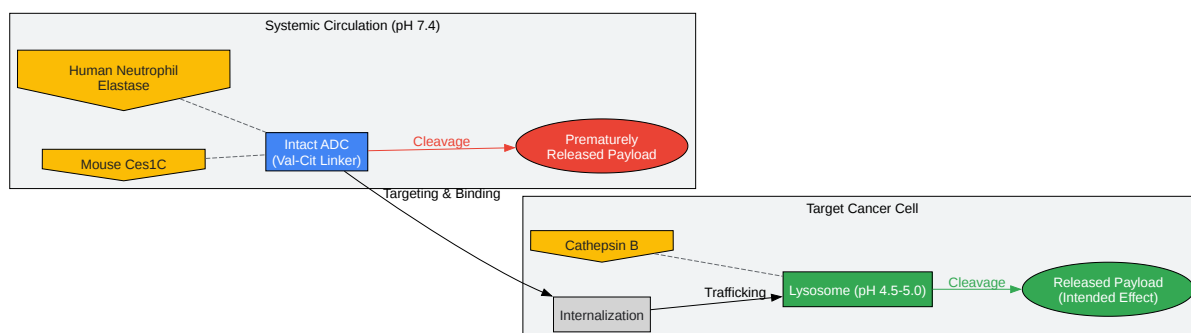 Systemic Circulation (pH 7.4)
Human Neutrophil
Elastase
Mouse Ces1C
Intact ADC
(Val-Cit Linker)
Cleavage
Prematurely
Released Payload
Targeting & Binding
Target Cancer Cell
Cathepsin B
Internalization
Trafficking
Lysosome (pH 4.5-5.0)
Cleavage
Released Payload
(Intended Effect)